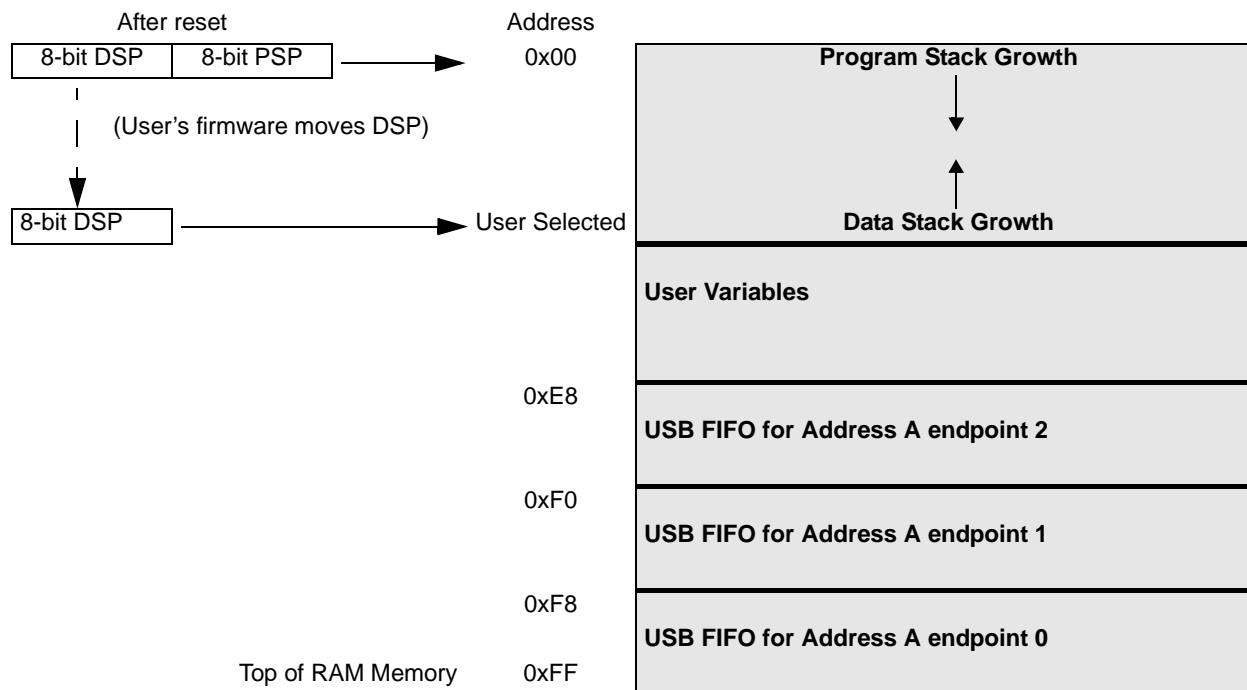 After reset
Address
8-bit DSP 8-bit PSP
0x00
Program Stack Growth
(User's firmware moves DSP)
8-bit DSP
User Selected
Data Stack Growth
User Variables
0xE8
USB FIFO for Address A endpoint 2
0xF0
USB FIFO for Address A endpoint 1
0xF8
USB FIFO for Address A endpoint 0
Top of RAM Memory 0xFF